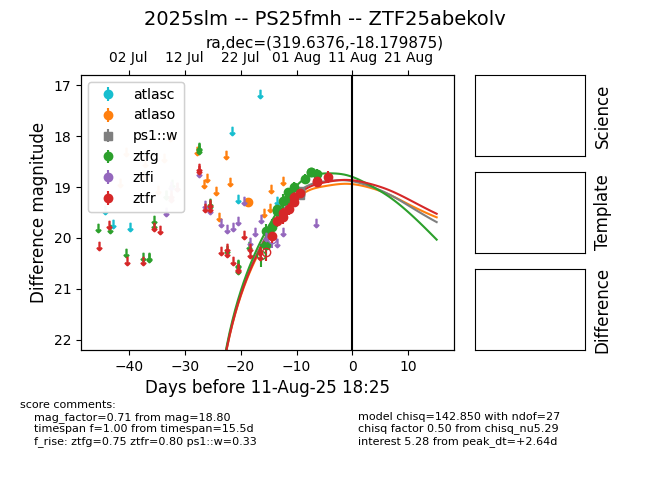 2025slm -- PS25fmh -- ZTF25abekolv
ra,dec=(319.6376,-18.179875)
02 Jul 12 Jul 22 Jul 01 Aug 11 Aug 21 Aug
17
18
19
20
21
22
Difference magnitude
atlasc
atlaso
ps1::w
ztfg
ztfi
ztfr
−40 −30 −20 −10 0 10
Days before 11-Aug-25 18:25
Science
Template
Difference
score comments:
mag_factor=0.71 from mag=18.80
timespan f=1.00 from timespan=15.5d
f_rise: ztfg=0.75 ztfr=0.80 ps1::w=0.33
model chisq=142.850 with ndof=27
chisq factor 0.50 from chisq_nu5.29
interest 5.28 from peak_dt=+2.64d